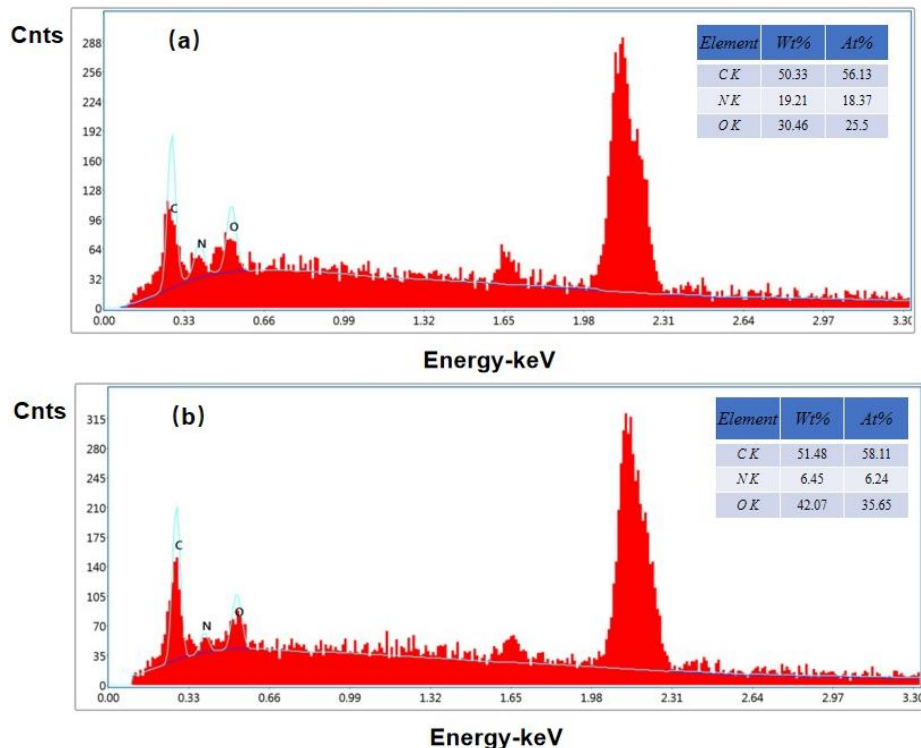 Cnts
(a)
288
256
224
192
160
128
96
64
32
0
C
N
O
0.00 0.33 0.66 0.99 1.32 1.65 1.98 2.31 2.64 2.97 3.30
Energy-keV
Element Wt% At%
C K 50.33 56.13
N K 19.21 18.37
O K 30.46 25.5
Cnts
(b)
315
280
245
210
175
140
105
70
35
0
C
N
O
0.00 0.33 0.66 0.99 1.32 1.65 1.98 2.31 2.64 2.97 3.30
Energy-keV
Element Wt% At%
C K 51.48 58.11
N K 6.45 6.24
O K 42.07 35.65